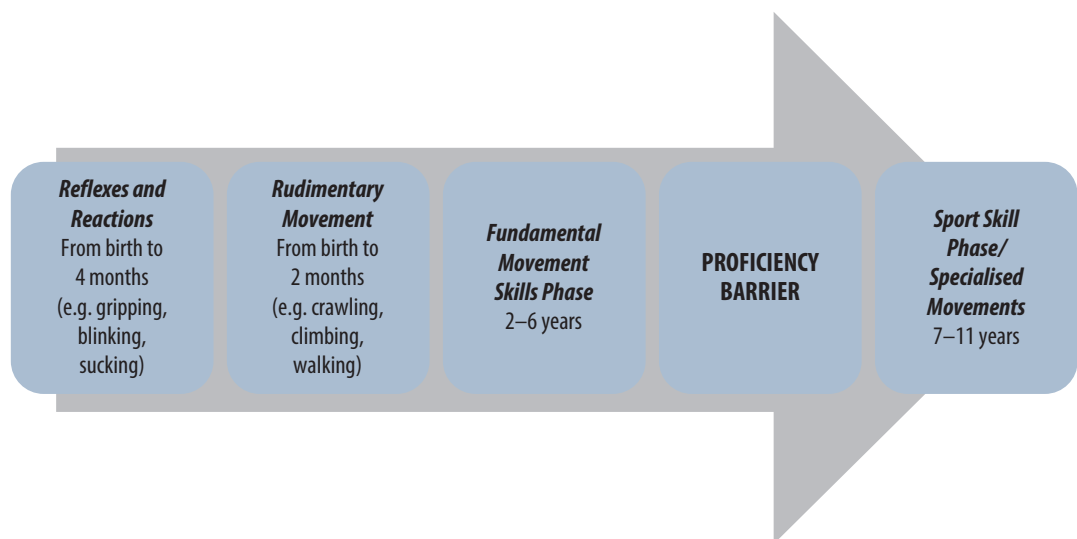 Reflexes and
Reactions
From birth to
4 months
(e.g. gripping,
blinking,
sucking)
Rudimentary
Movement
From birth to
2 months
(e.g. crawling,
climbing,
walking)
Fundamental
Movement
Skills Phase
2–6 years
PROFICIENCY
BARRIER
Sport Skill
Phase/
Specialised
Movements
7–11 years